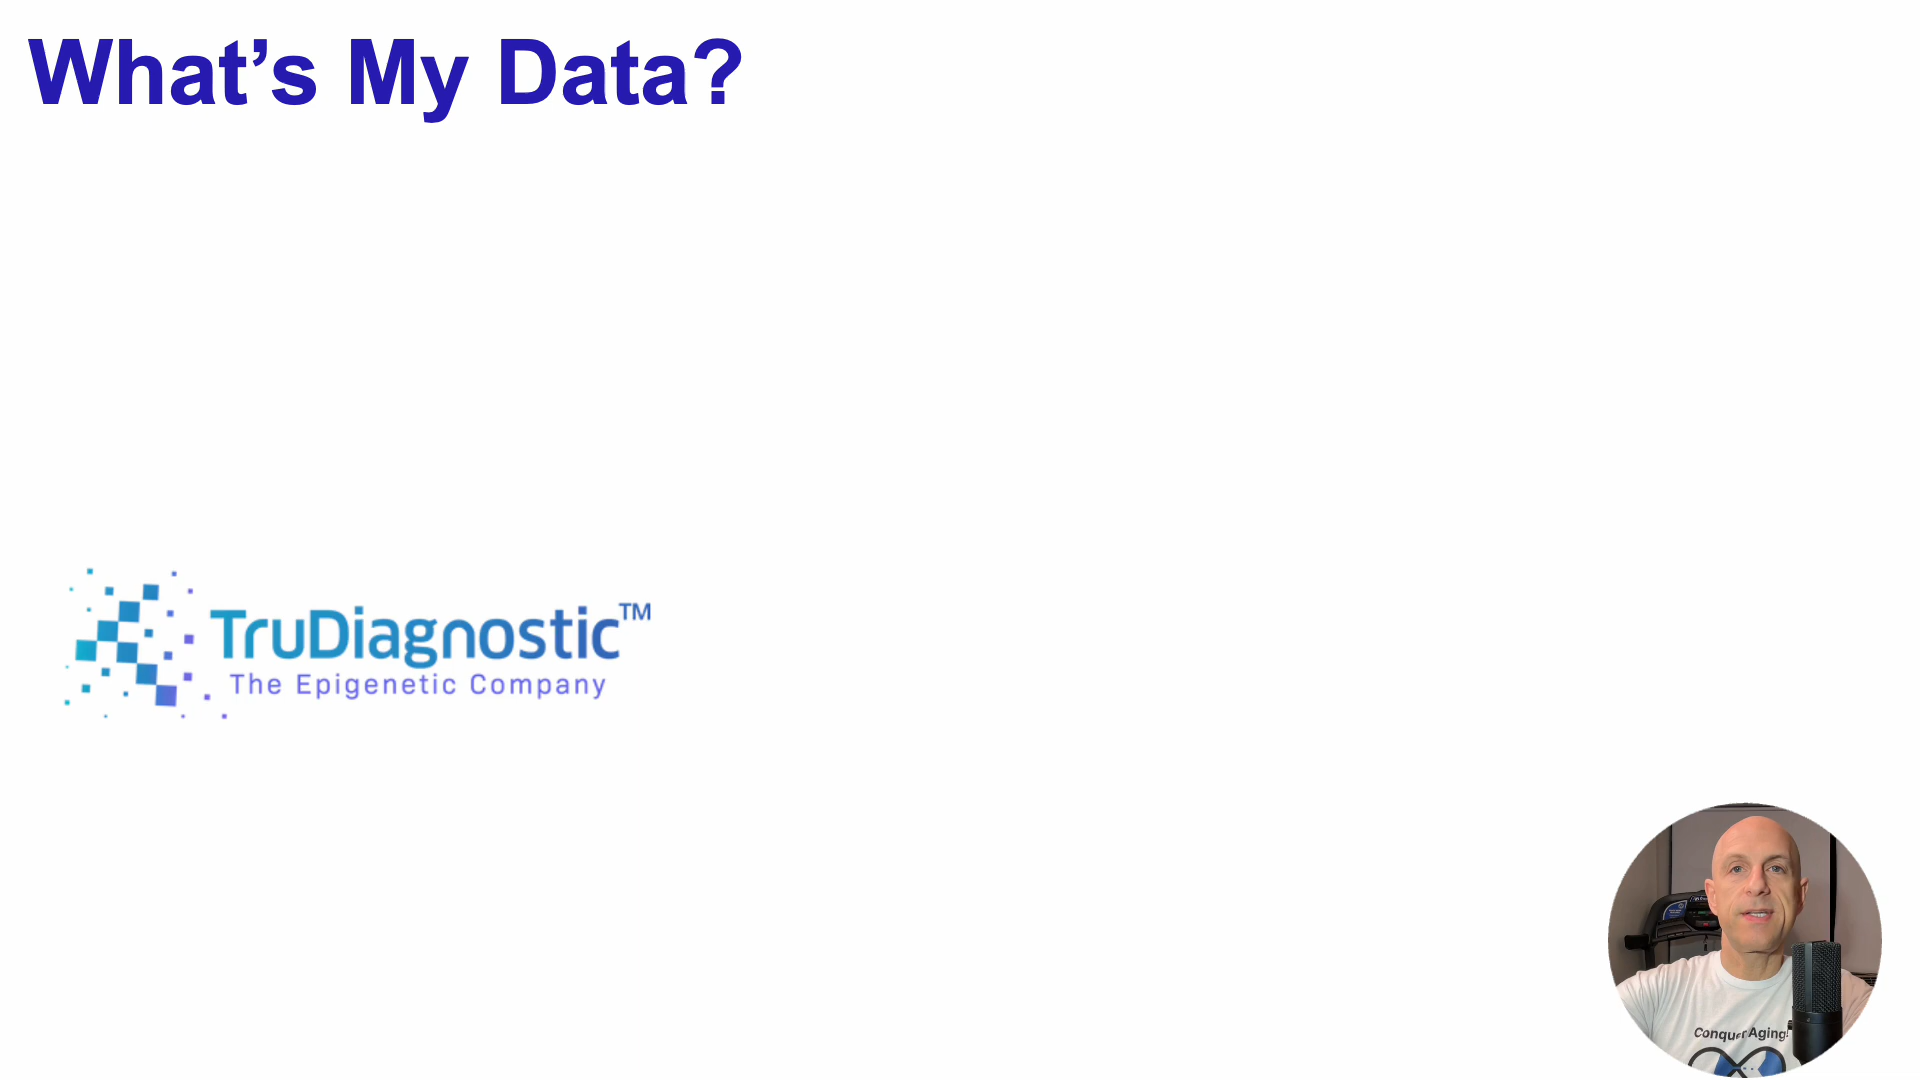 What’s My Data?
TruDiagnostic™
The Epigenetic Company
Conquer Aging!